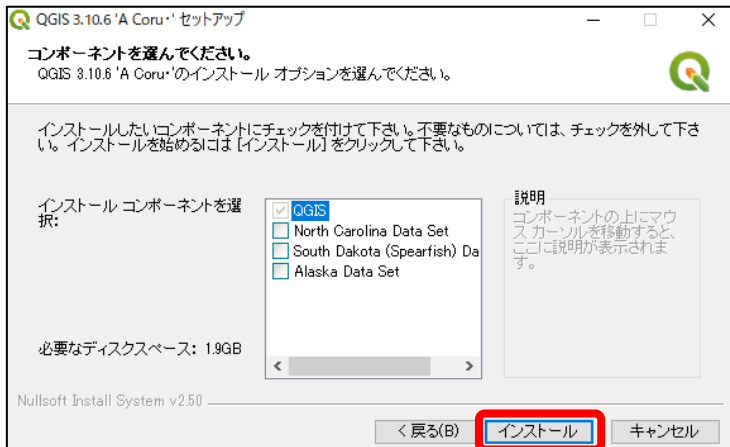 QGIS 3.10.6 'A Coru･' セットアップ
コンポーネントを選んでください。
QGIS 3.10.6 'A Coru･'のインストール オプションを選んでください。
インストールしたいコンポーネントにチェックを付けて下さい。不要なものについては、チェックを外して下さ
い。インストールを始めるには [インストール] をクリックして下さい。
インストール コンポーネントを選
択:
QGIS
North Carolina Data Set
South Dakota (Spearfish) Da
Alaska Data Set
説明
コンポーネントの上にマウ
ス カーソルを移動すると、
ここに説明が表示されま
す。
必要なディスクスペース: 1.9GB
Nullsoft Install System v2.50
< 戻る(B)
インストール
キャンセル